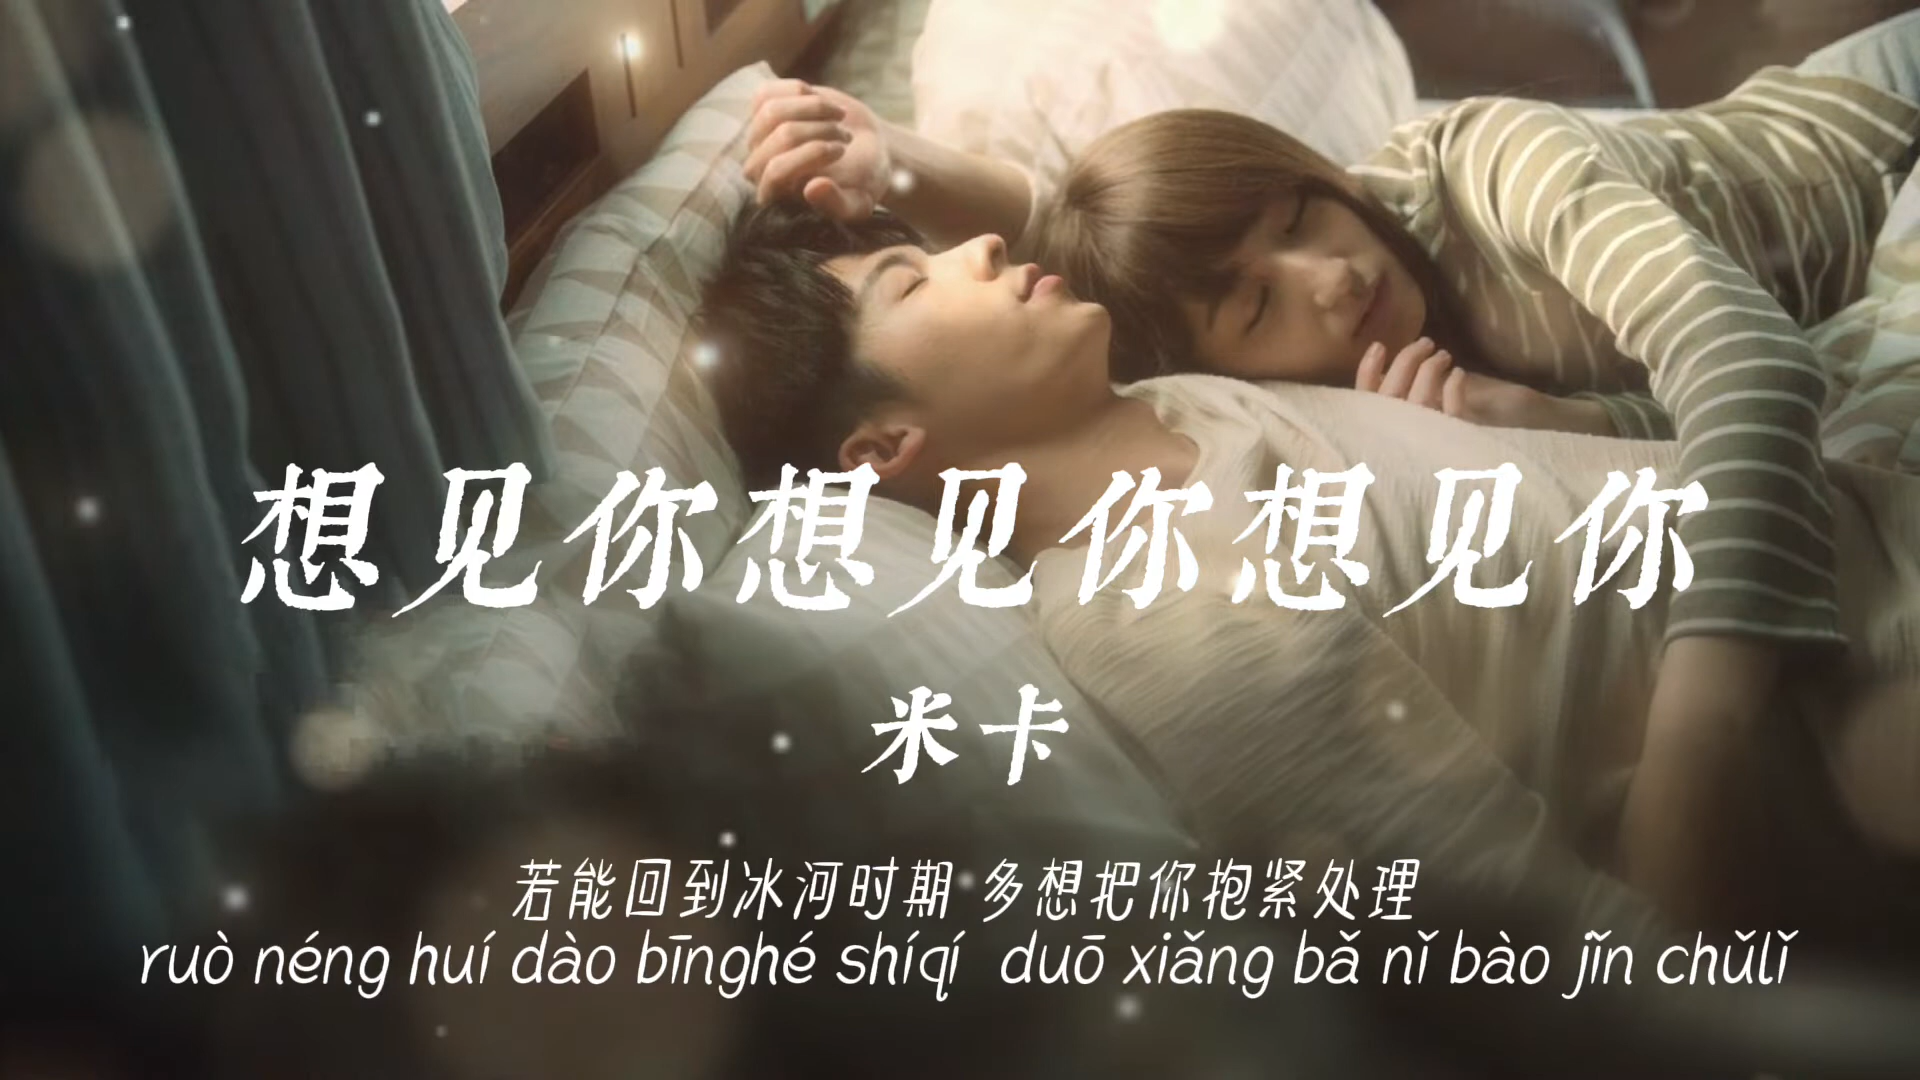 想见你想见你想见你
米卡
若能回到冰河时期 多想把你抱紧处理
ruò néng huí dào bīnghé shíqí duō xiǎng bǎ nǐ bào jǐn chǔlǐ